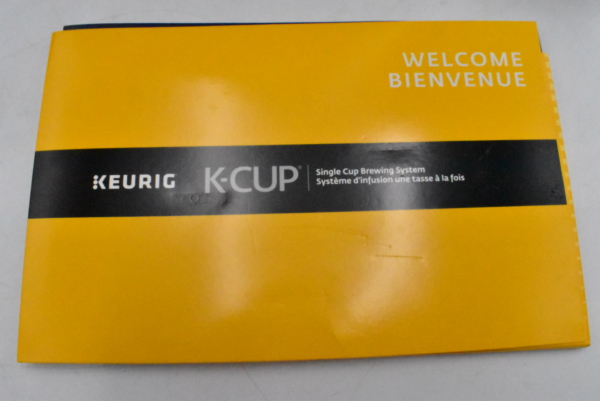 WELCOME
BIENVENUE
KEURIG K-CUP® Single Cup Brewing System
Système d'infusion une tasse à la fois